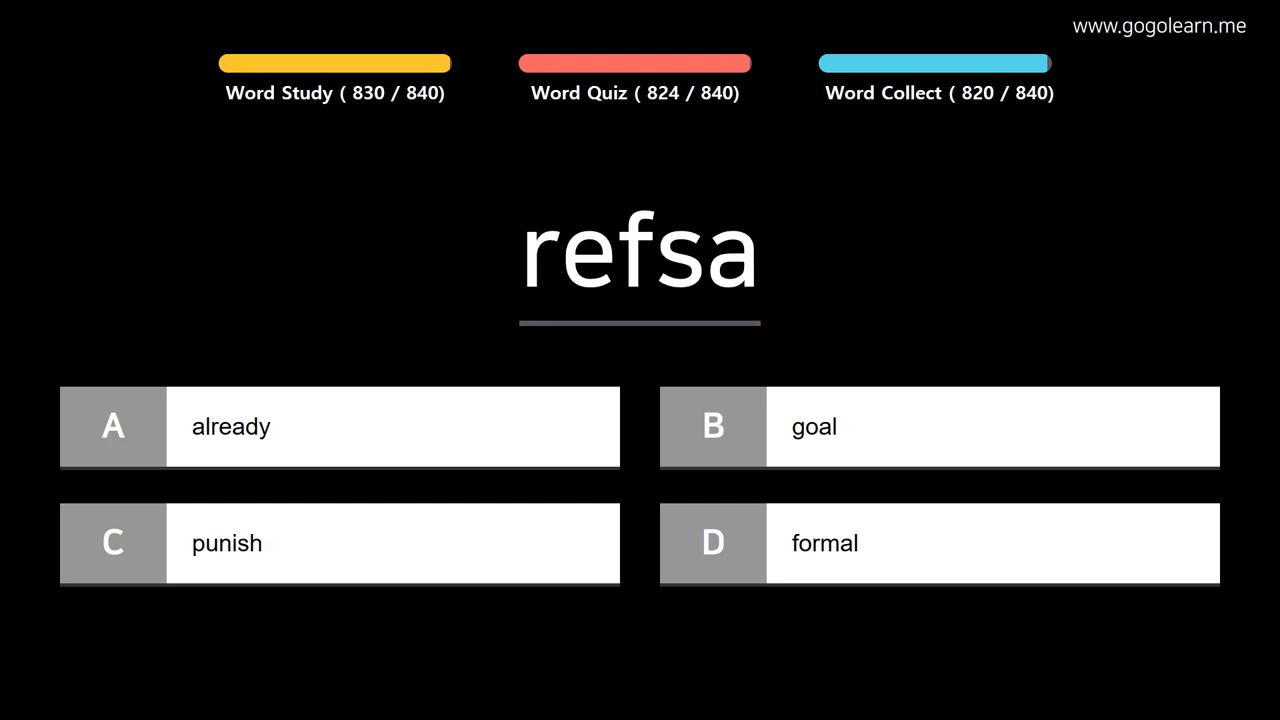 www.gogolearn.me
Word Study ( 830 / 840)
Word Quiz ( 824 / 840)
Word Collect ( 820 / 840)
refsa
A already
B goal
C punish
D formal